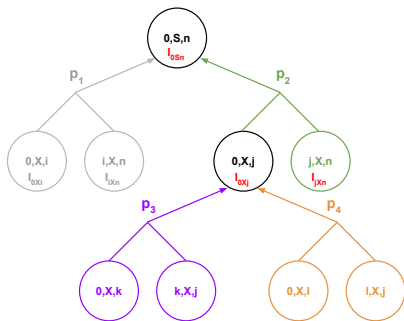 0,S,n
I0Sn
p1
p2
0,X,i
I0Xi
i,X,n
IiXn
0,X,j
I0Xj
j,X,n
IjXn
p3
p4
0,X,k
k,X,j
0,X,l
l,X,j